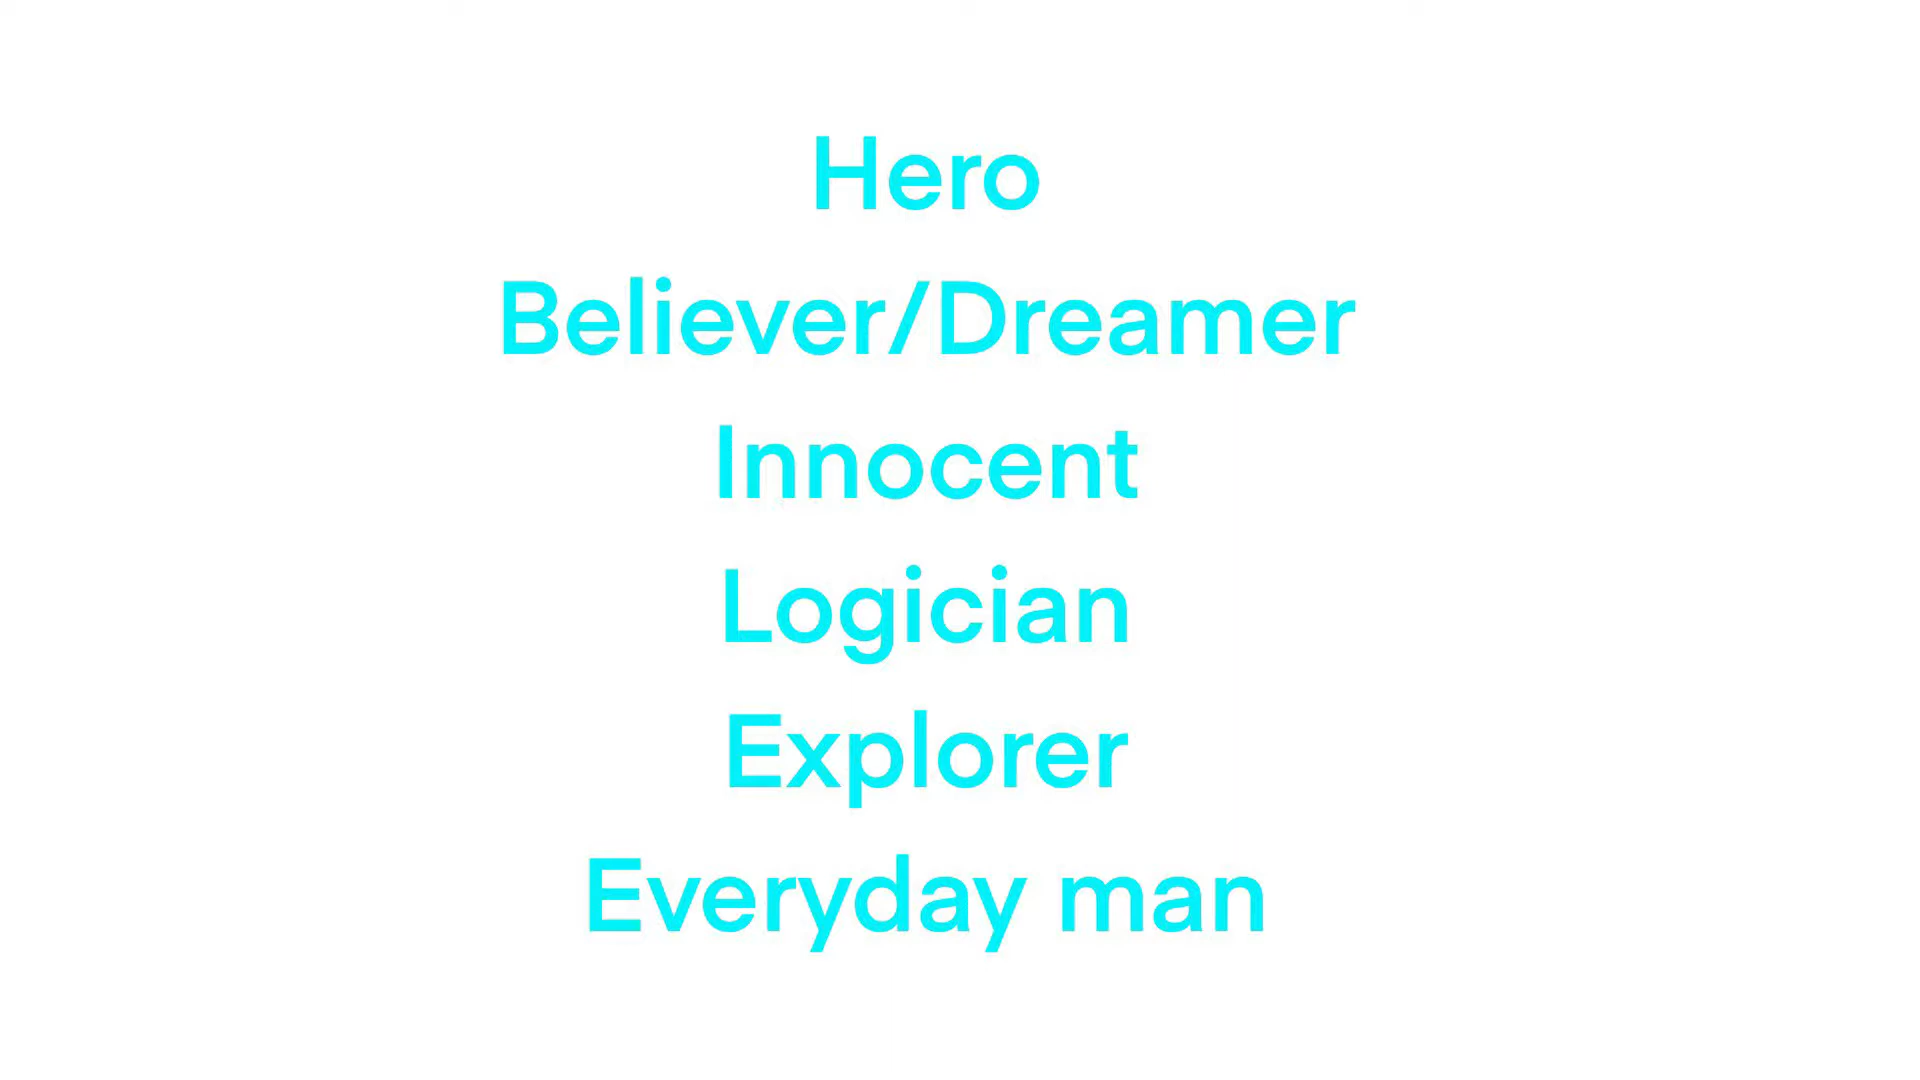 Hero
Believer/Dreamer
Innocent
Logician
Explorer
Everyday man